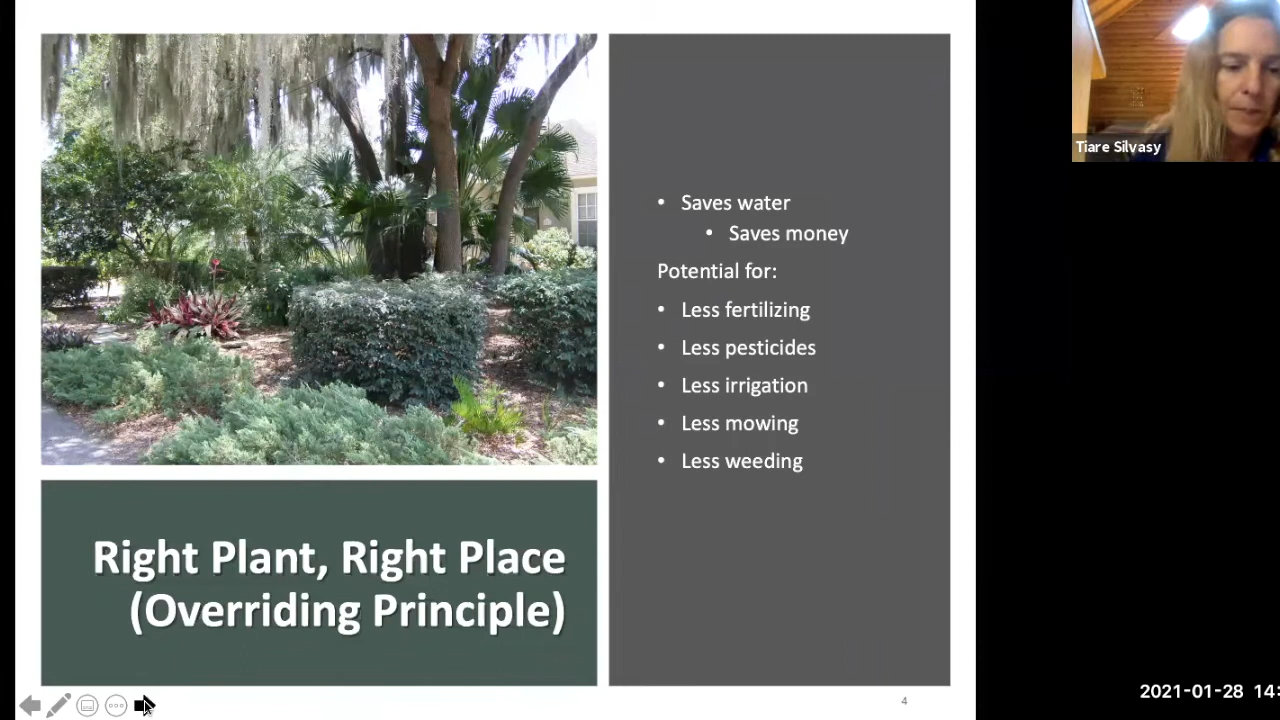 Tiare Silvasy
• Saves water
• Saves money
Potential for:
• Less fertilizing
• Less pesticides
• Less irrigation
• Less mowing
• Less weeding
Right Plant, Right Place
(Overriding Principle)
4
2021-01-28 14: